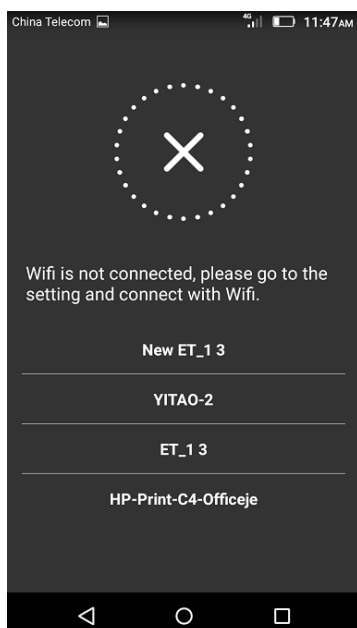 China Telecom
4G 11:47AM
Wifi is not connected, please go to the
setting and connect with Wifi.
New ET_1 3
YITAO-2
ET_1 3
HP-Print-C4-Officeje